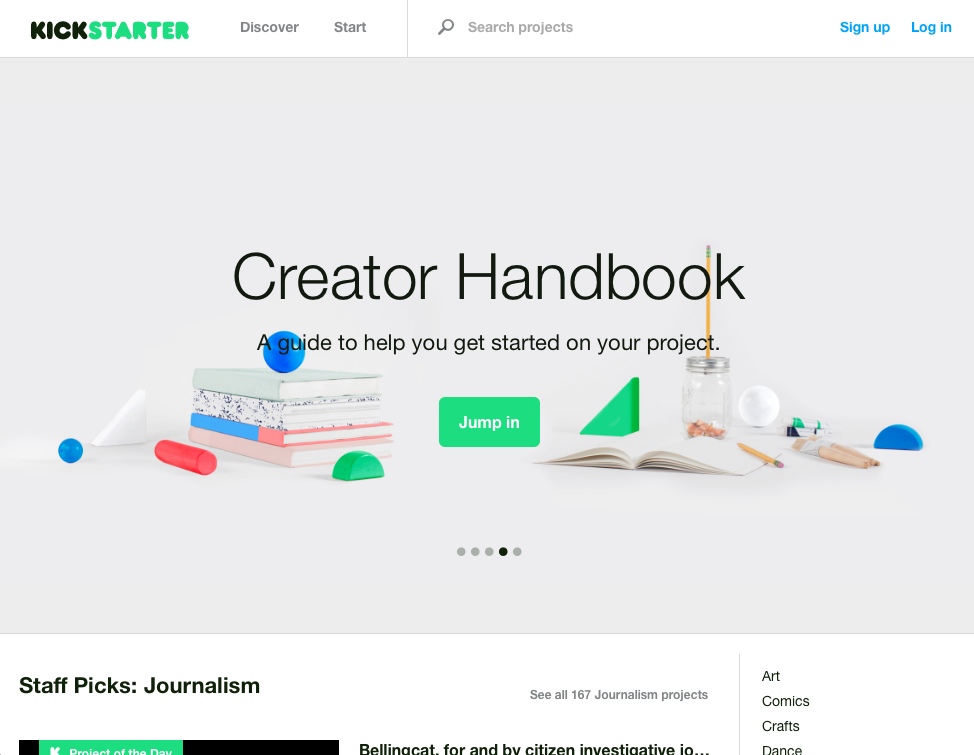 KICKSTARTER Discover Start Search projects Sign up Log in
Creator Handbook
A guide to help you get started on your project.
Jump in
Staff Picks: Journalism
See all 167 Journalism projects
Project of the Day
Bellingcat, for and by citizen investigative jo...
Art
Comics
Crafts
Dance